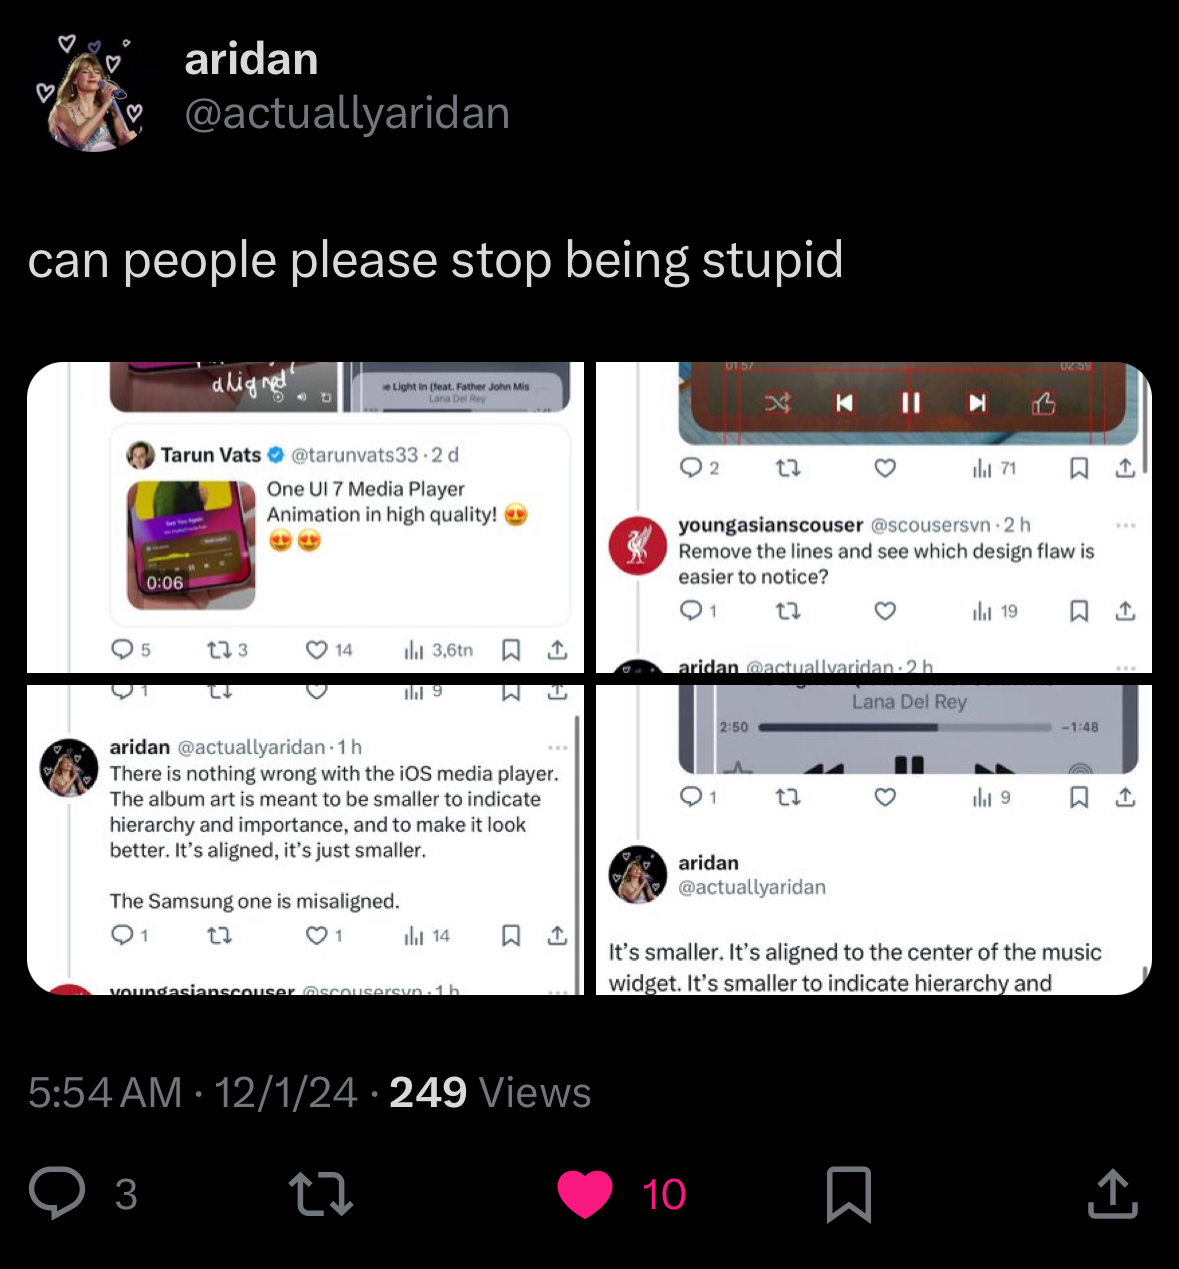 aridan
@actuallyaridan
can people please stop being stupid
aligned
ie Light In (feat. Father John Mis
Lana Del Rey
Tarun Vats @tarunvats33 · 2 d
One UI 7 Media Player
Animation in high quality! 😍
😍😍
See You Again
0:06
5 3 14 3,6tn
01:57 02:59
2 71
youngasianscouser @scousersvn · 2 h
Remove the lines and see which design flaw is
easier to notice?
1 19
aridan @actuallyaridan · 2 h
1 9
aridan @actuallyaridan · 1 h
There is nothing wrong with the iOS media player.
The album art is meant to be smaller to indicate
hierarchy and importance, and to make it look
better. It’s aligned, it’s just smaller.
The Samsung one is misaligned.
1 1 14
youngasianscouser @scousersvn · 1 h
Lana Del Rey
2:50 -1:48
1 9
aridan
@actuallyaridan
It’s smaller. It’s aligned to the center of the music
widget. It’s smaller to indicate hierarchy and
5:54 AM · 12/1/24 · 249 Views
3 10